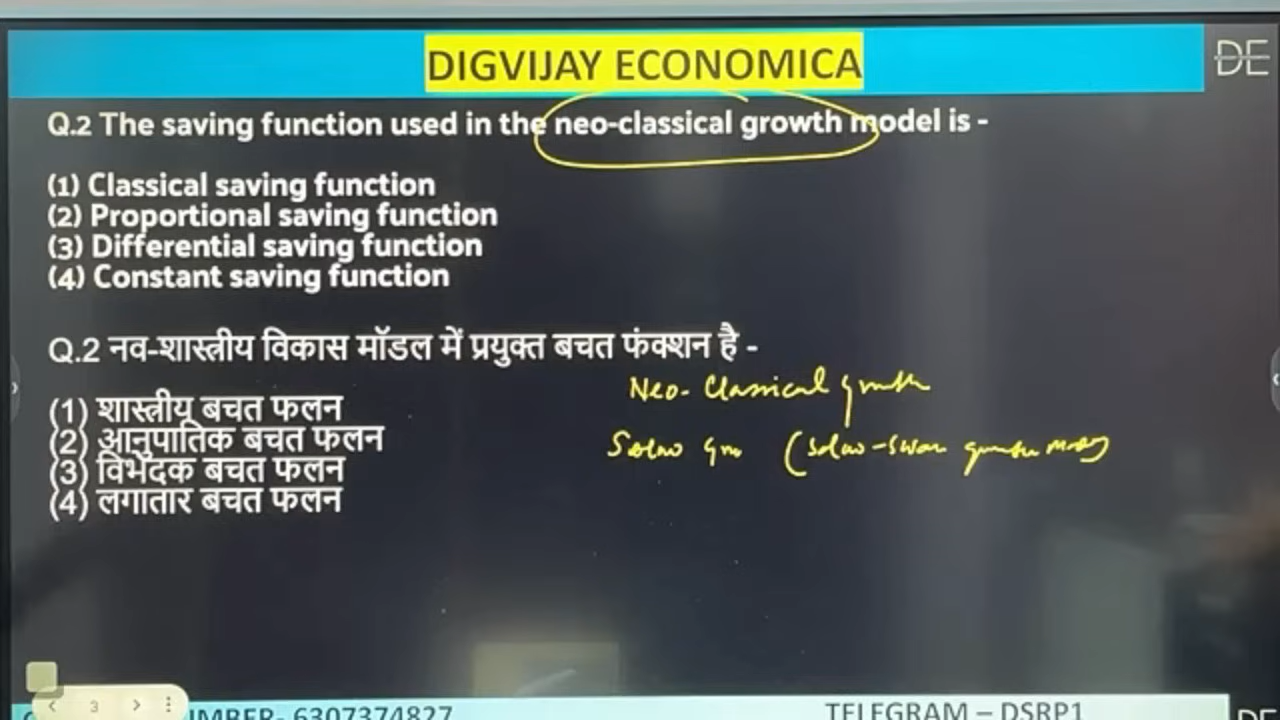 DIGVIJAY ECONOMICA
DE
Q.2 The saving function used in the neo-classical growth model is -
(1) Classical saving function
(2) Proportional saving function
(3) Differential saving function
(4) Constant saving function
Q.2 नव-शास्त्रीय विकास मॉडल में प्रयुक्त बचत फंक्शन है -
(1) शास्त्रीय बचत फलन
(2) आनुपातिक बचत फलन
(3) विभेदक बचत फलन
(4) लगातार बचत फलन
Neo-Classical growth
Solow (Solow-Swan growth
3
6307374827
TELEGRAM – DSRP1
DE